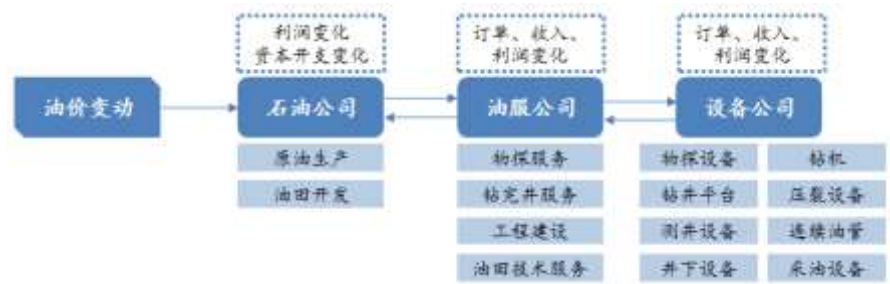 利润变化
资本开支变化
订单、收入、
利润变化
订单、收入、
利润变化
油价变动
石油公司
油服公司
设备公司
原油生产
物探服务
物探设备
钻机
油田开发
钻完井服务
钻井平台
压裂设备
工程建设
测井设备
连续油管
油田技术服务
井下设备
采油设备